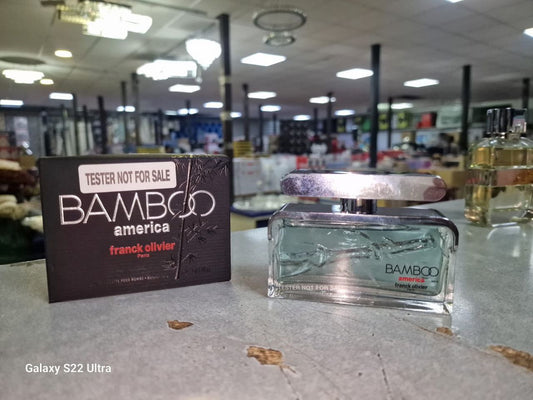 TESTER NOT FOR SALE
BAMBOO
america
franck olivier
Paris
BAMBOO
america
franck olivier
TESTER NOT FOR SALE
Galaxy S22 Ultra